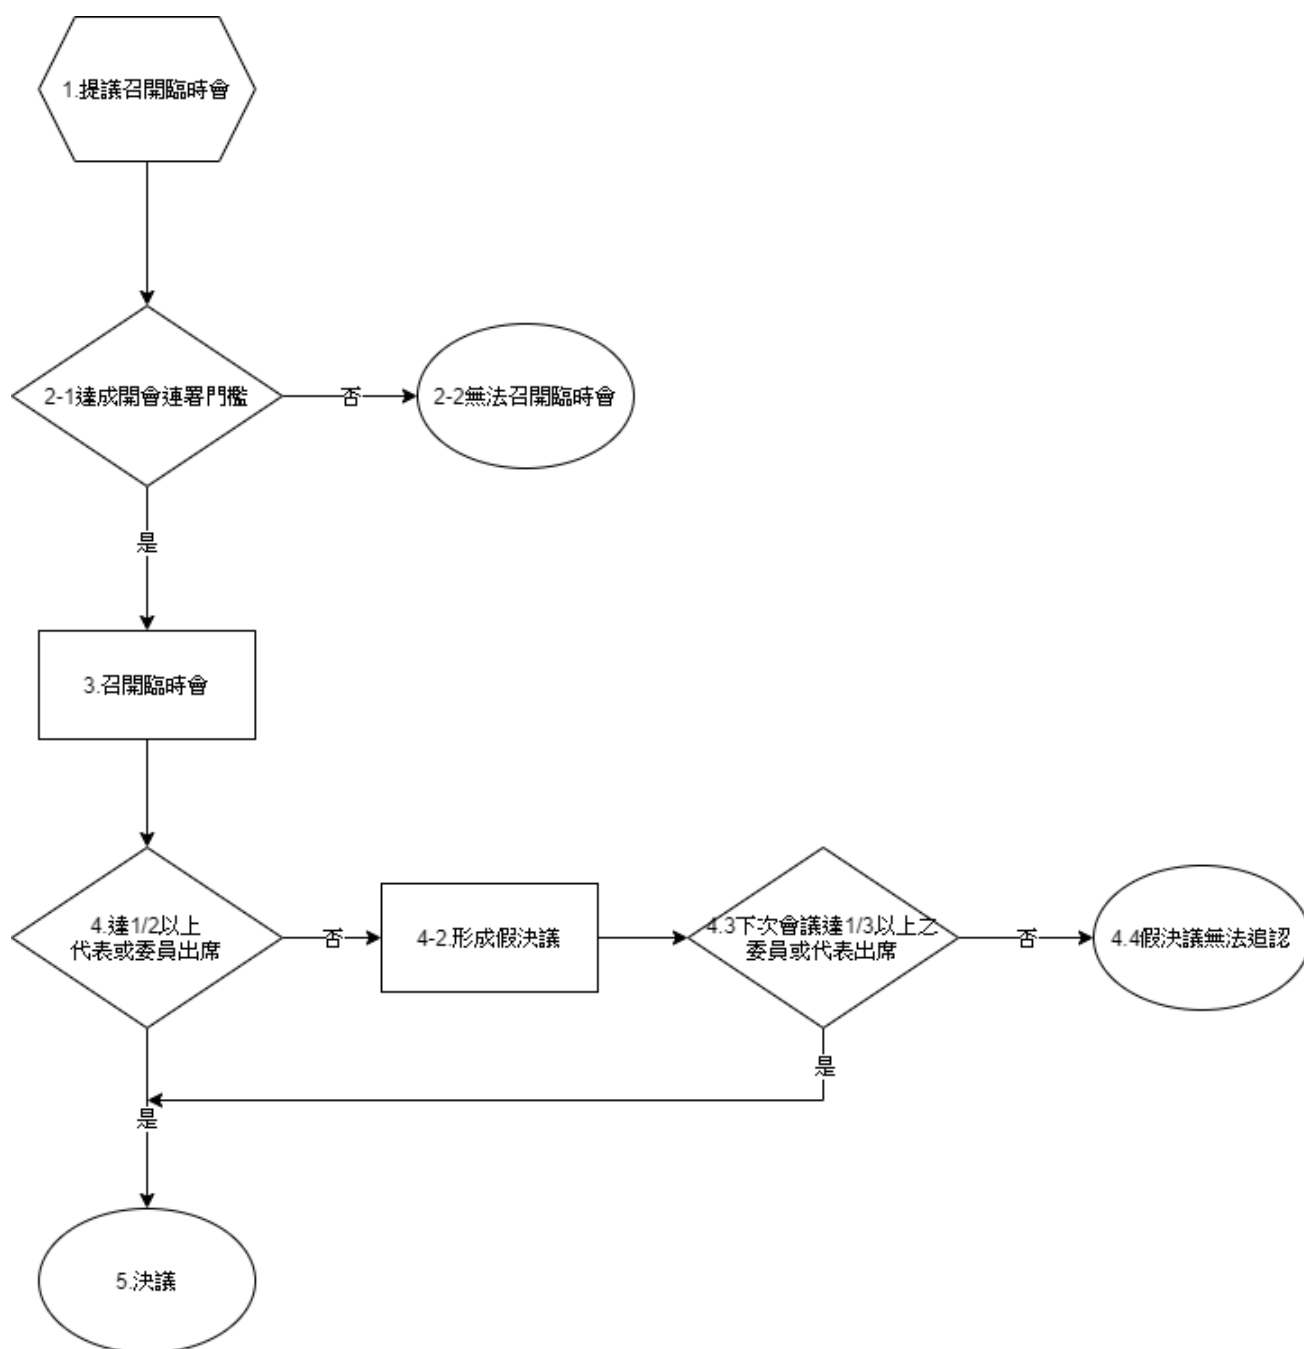 1.提議召開臨時會
2-1達成開會連署門檻
否
2-2無法召開臨時會
是
3.召開臨時會
4.達1/2以上
代表或委員出席
否
4-2.形成假決議
4.3下次會議達1/3以上之
委員或代表出席
否
4.4假決議無法追認
是
是
5.決議